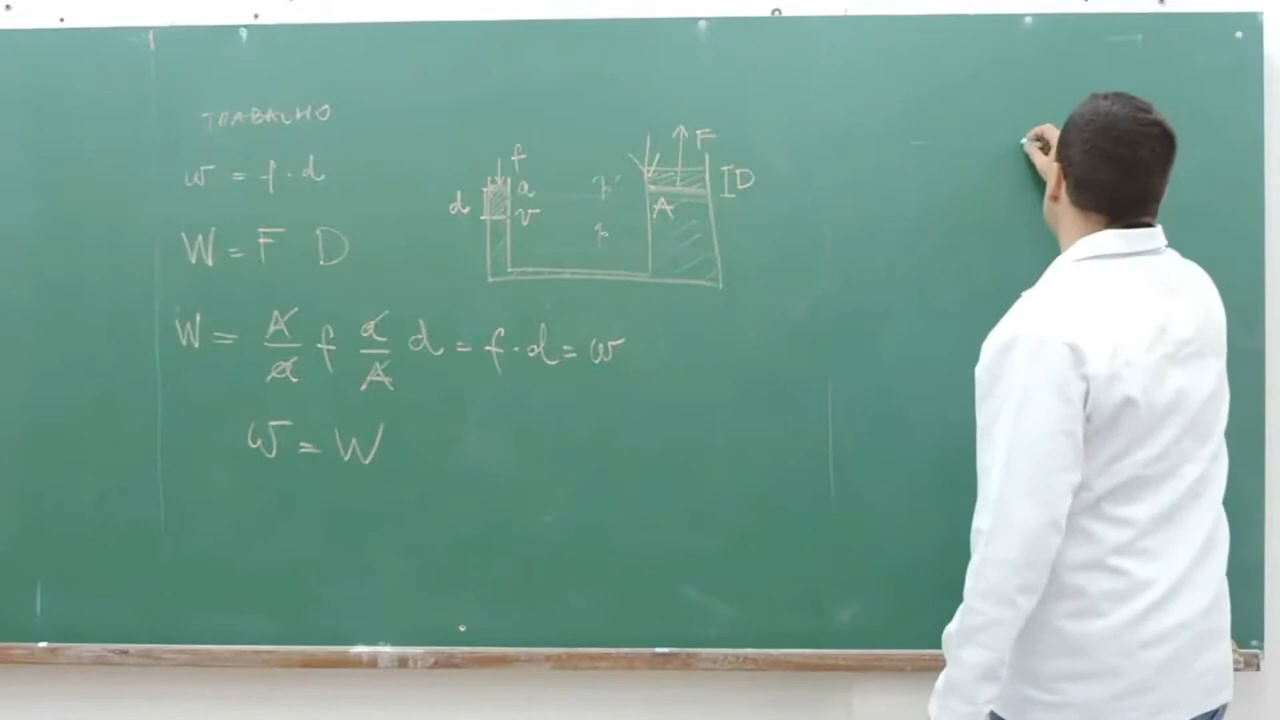 TRABALHO
w = f · d
W = F D
W = A/a f a/A d = f · d = w
w = W
f
d
a
v
p'
p
F
A
D